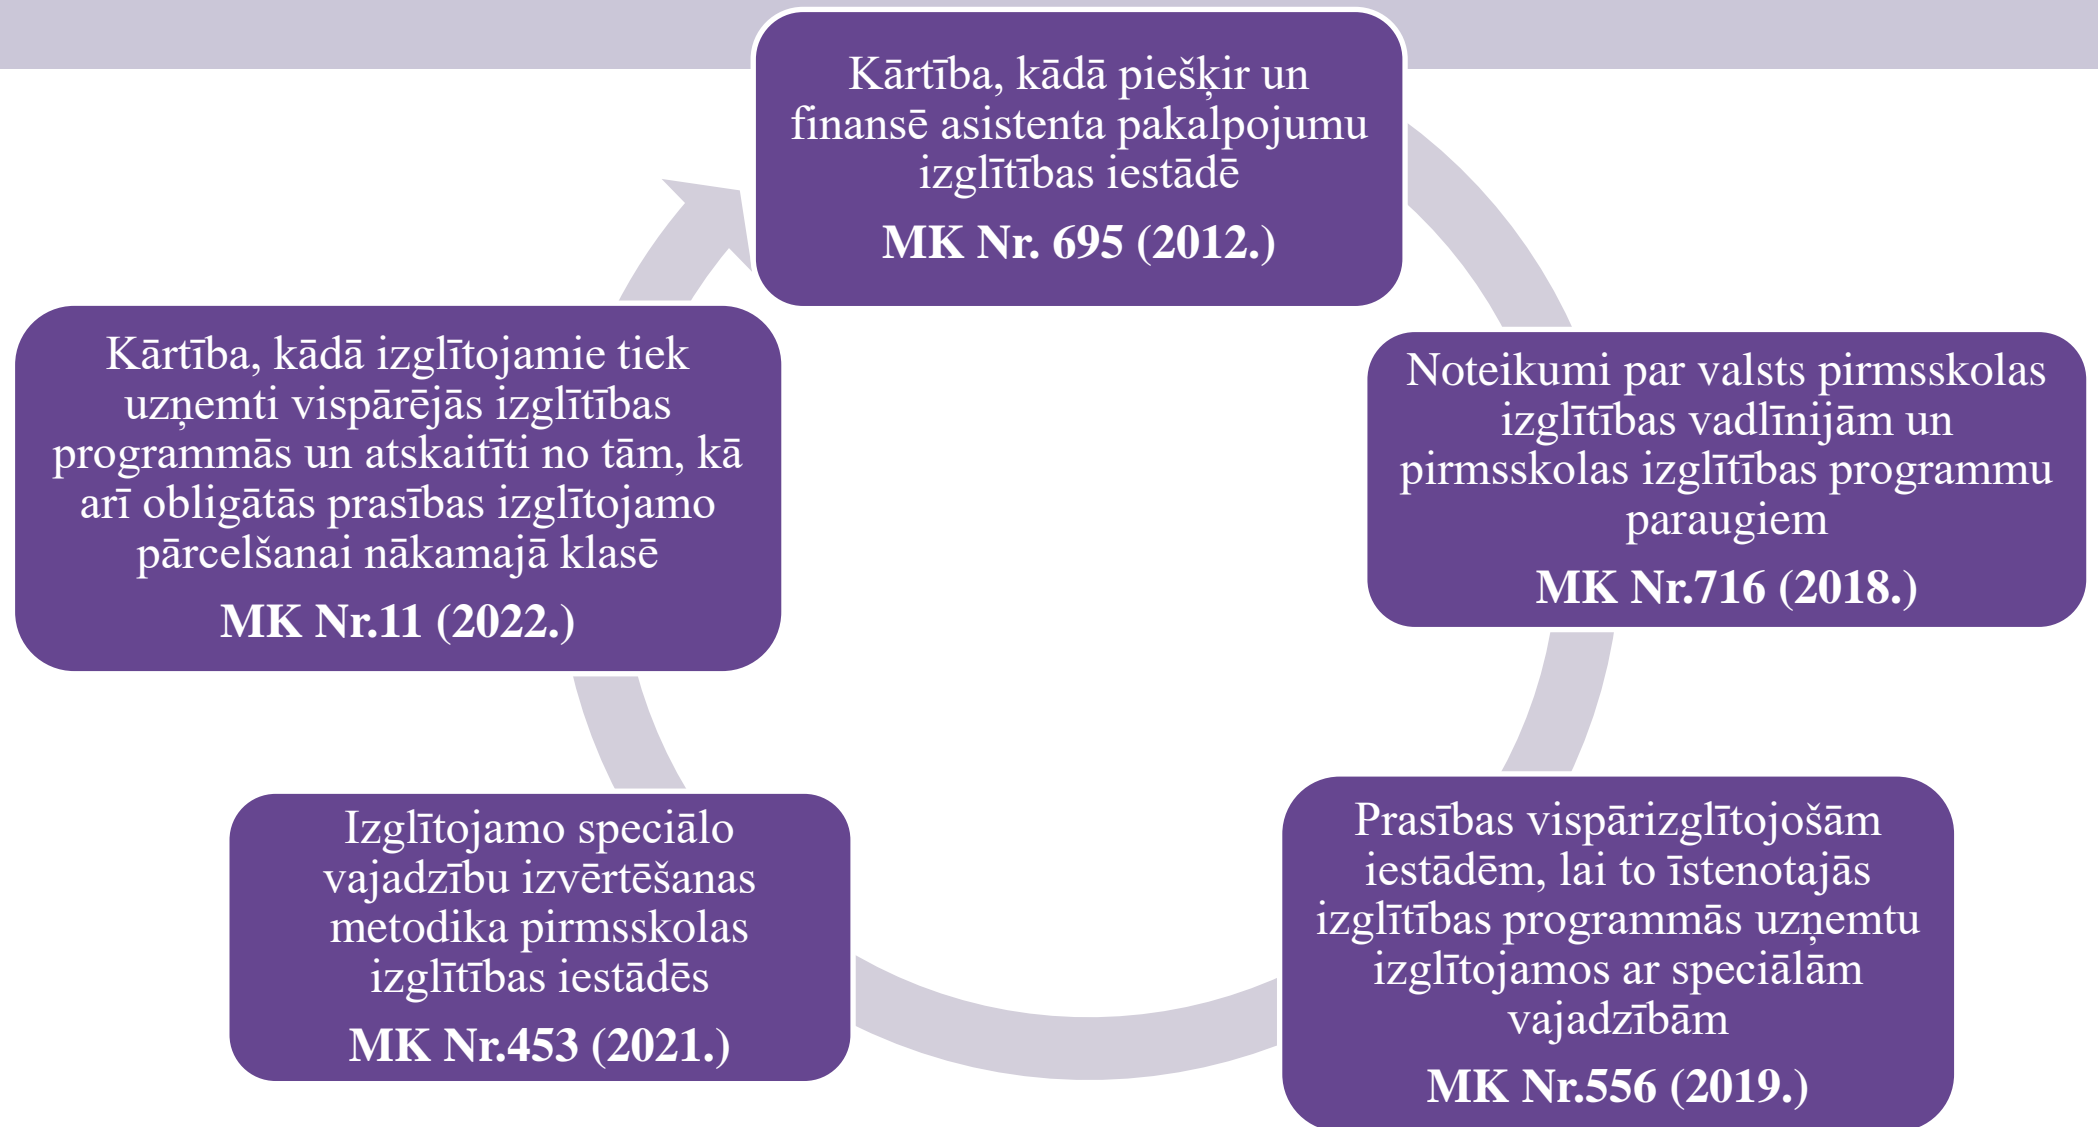 Kārtība, kādā piešķir un
finansē asistenta pakalpojumu
izglītības iestādē
MK Nr. 695 (2012.)
Noteikumi par valsts pirmsskolas
izglītības vadlīnijām un
pirmsskolas izglītības programmu
paraugiem
MK Nr.716 (2018.)
Prasības vispārizglītojošām
iestādēm, lai to īstenotajās
izglītības programmās uzņemtu
izglītojamos ar speciālām
vajadzībām
MK Nr.556 (2019.)
Izglītojamo speciālo
vajadzību izvērtēšanas
metodika pirmsskolas
izglītības iestādēs
MK Nr.453 (2021.)
Kārtība, kādā izglītojamie tiek
uzņemti vispārējās izglītības
programmās un atskaitīti no tām, kā
arī obligātās prasības izglītojamo
pārcelšanai nākamajā klasē
MK Nr.11 (2022.)